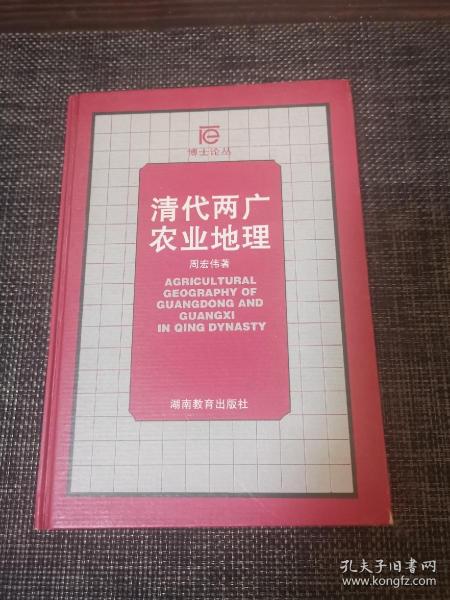 博士论丛
清代两广
农业地理
周宏伟著
AGRICULTURAL
GEOGRAPHY OF
GUANGDONG AND
GUANGXI
IN QING DYNASTY
湖南教育出版社
孔夫子旧书网
www.kongfz.com